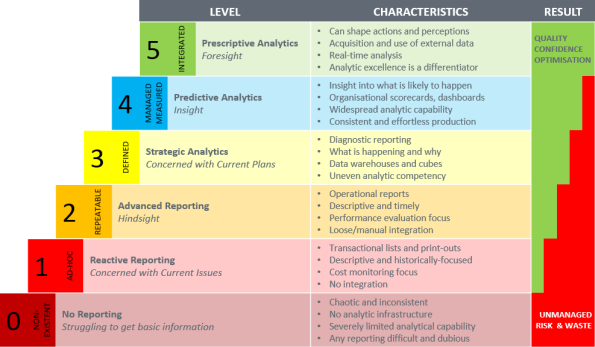 LEVEL
CHARACTERISTICS
RESULT
5
INTEGRATED
Prescriptive Analytics
Foresight
• Can shape actions and perceptions
• Acquisition and use of external data
• Real-time analysis
• Analytic excellence is a differentiator
QUALITY
CONFIDENCE
OPTIMISATION
4
MANAGED
MEASURED
Predictive Analytics
Insight
• Insight into what is likely to happen
• Organisational scorecards, dashboards
• Widespread analytic capability
• Consistent and effortless production
3
DEFINED
Strategic Analytics
Concerned with Current Plans
• Diagnostic reporting
• What is happening and why
• Data warehouses and cubes
• Uneven analytic competency
2
REPEATABLE
Advanced Reporting
Hindsight
• Operational reports
• Descriptive and timely
• Performance evaluation focus
• Loose/manual integration
1
AD-HOC
Reactive Reporting
Concerned with Current Issues
• Transactional lists and print-outs
• Descriptive and historically-focused
• Cost monitoring focus
• No integration
0
NON-
EXISTENT
No Reporting
Struggling to get basic information
• Chaotic and inconsistent
• No analytic infrastructure
• Severely limited analytical capability
• Any reporting difficult and dubious
UNMANAGED
RISK & WASTE